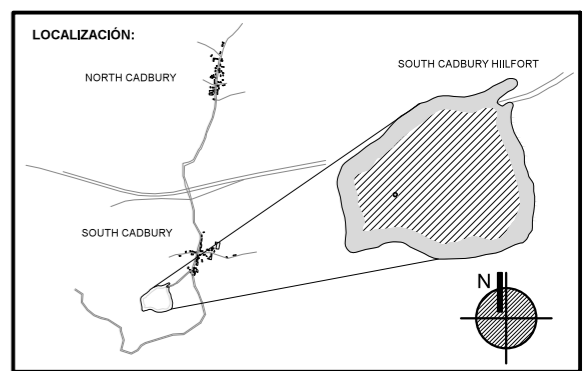 LOCALIZACIÓN:
NORTH CADBURY
SOUTH CADBURY HIILFORT
SOUTH CADBURY
N